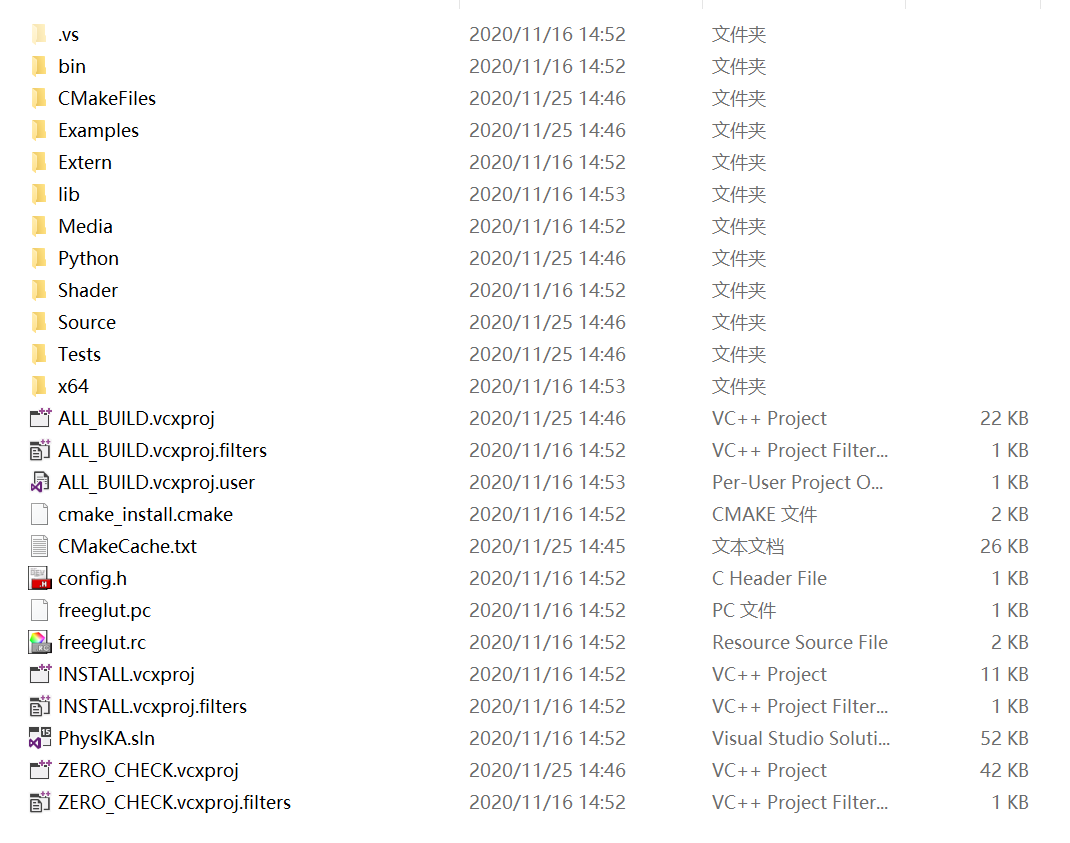 .vs 2020/11/16 14:52 文件夹
bin 2020/11/16 14:52 文件夹
CMakeFiles 2020/11/25 14:46 文件夹
Examples 2020/11/25 14:46 文件夹
Extern 2020/11/16 14:52 文件夹
lib 2020/11/16 14:53 文件夹
Media 2020/11/16 14:52 文件夹
Python 2020/11/25 14:46 文件夹
Shader 2020/11/16 14:52 文件夹
Source 2020/11/25 14:46 文件夹
Tests 2020/11/25 14:46 文件夹
x64 2020/11/16 14:53 文件夹
ALL_BUILD.vcxproj 2020/11/25 14:46 VC++ Project 22 KB
ALL_BUILD.vcxproj.filters 2020/11/16 14:52 VC++ Project Filter... 1 KB
ALL_BUILD.vcxproj.user 2020/11/16 14:53 Per-User Project O... 1 KB
cmake_install.cmake 2020/11/16 14:52 CMAKE 文件 2 KB
CMakeCache.txt 2020/11/25 14:45 文本文档 26 KB
config.h 2020/11/16 14:52 C Header File 1 KB
freeglut.pc 2020/11/16 14:52 PC 文件 1 KB
freeglut.rc 2020/11/16 14:52 Resource Source File 2 KB
INSTALL.vcxproj 2020/11/16 14:52 VC++ Project 11 KB
INSTALL.vcxproj.filters 2020/11/16 14:52 VC++ Project Filter... 1 KB
PhysIKA.sln 2020/11/16 14:52 Visual Studio Soluti... 52 KB
ZERO_CHECK.vcxproj 2020/11/25 14:46 VC++ Project 42 KB
ZERO_CHECK.vcxproj.filters 2020/11/16 14:52 VC++ Project Filter... 1 KB